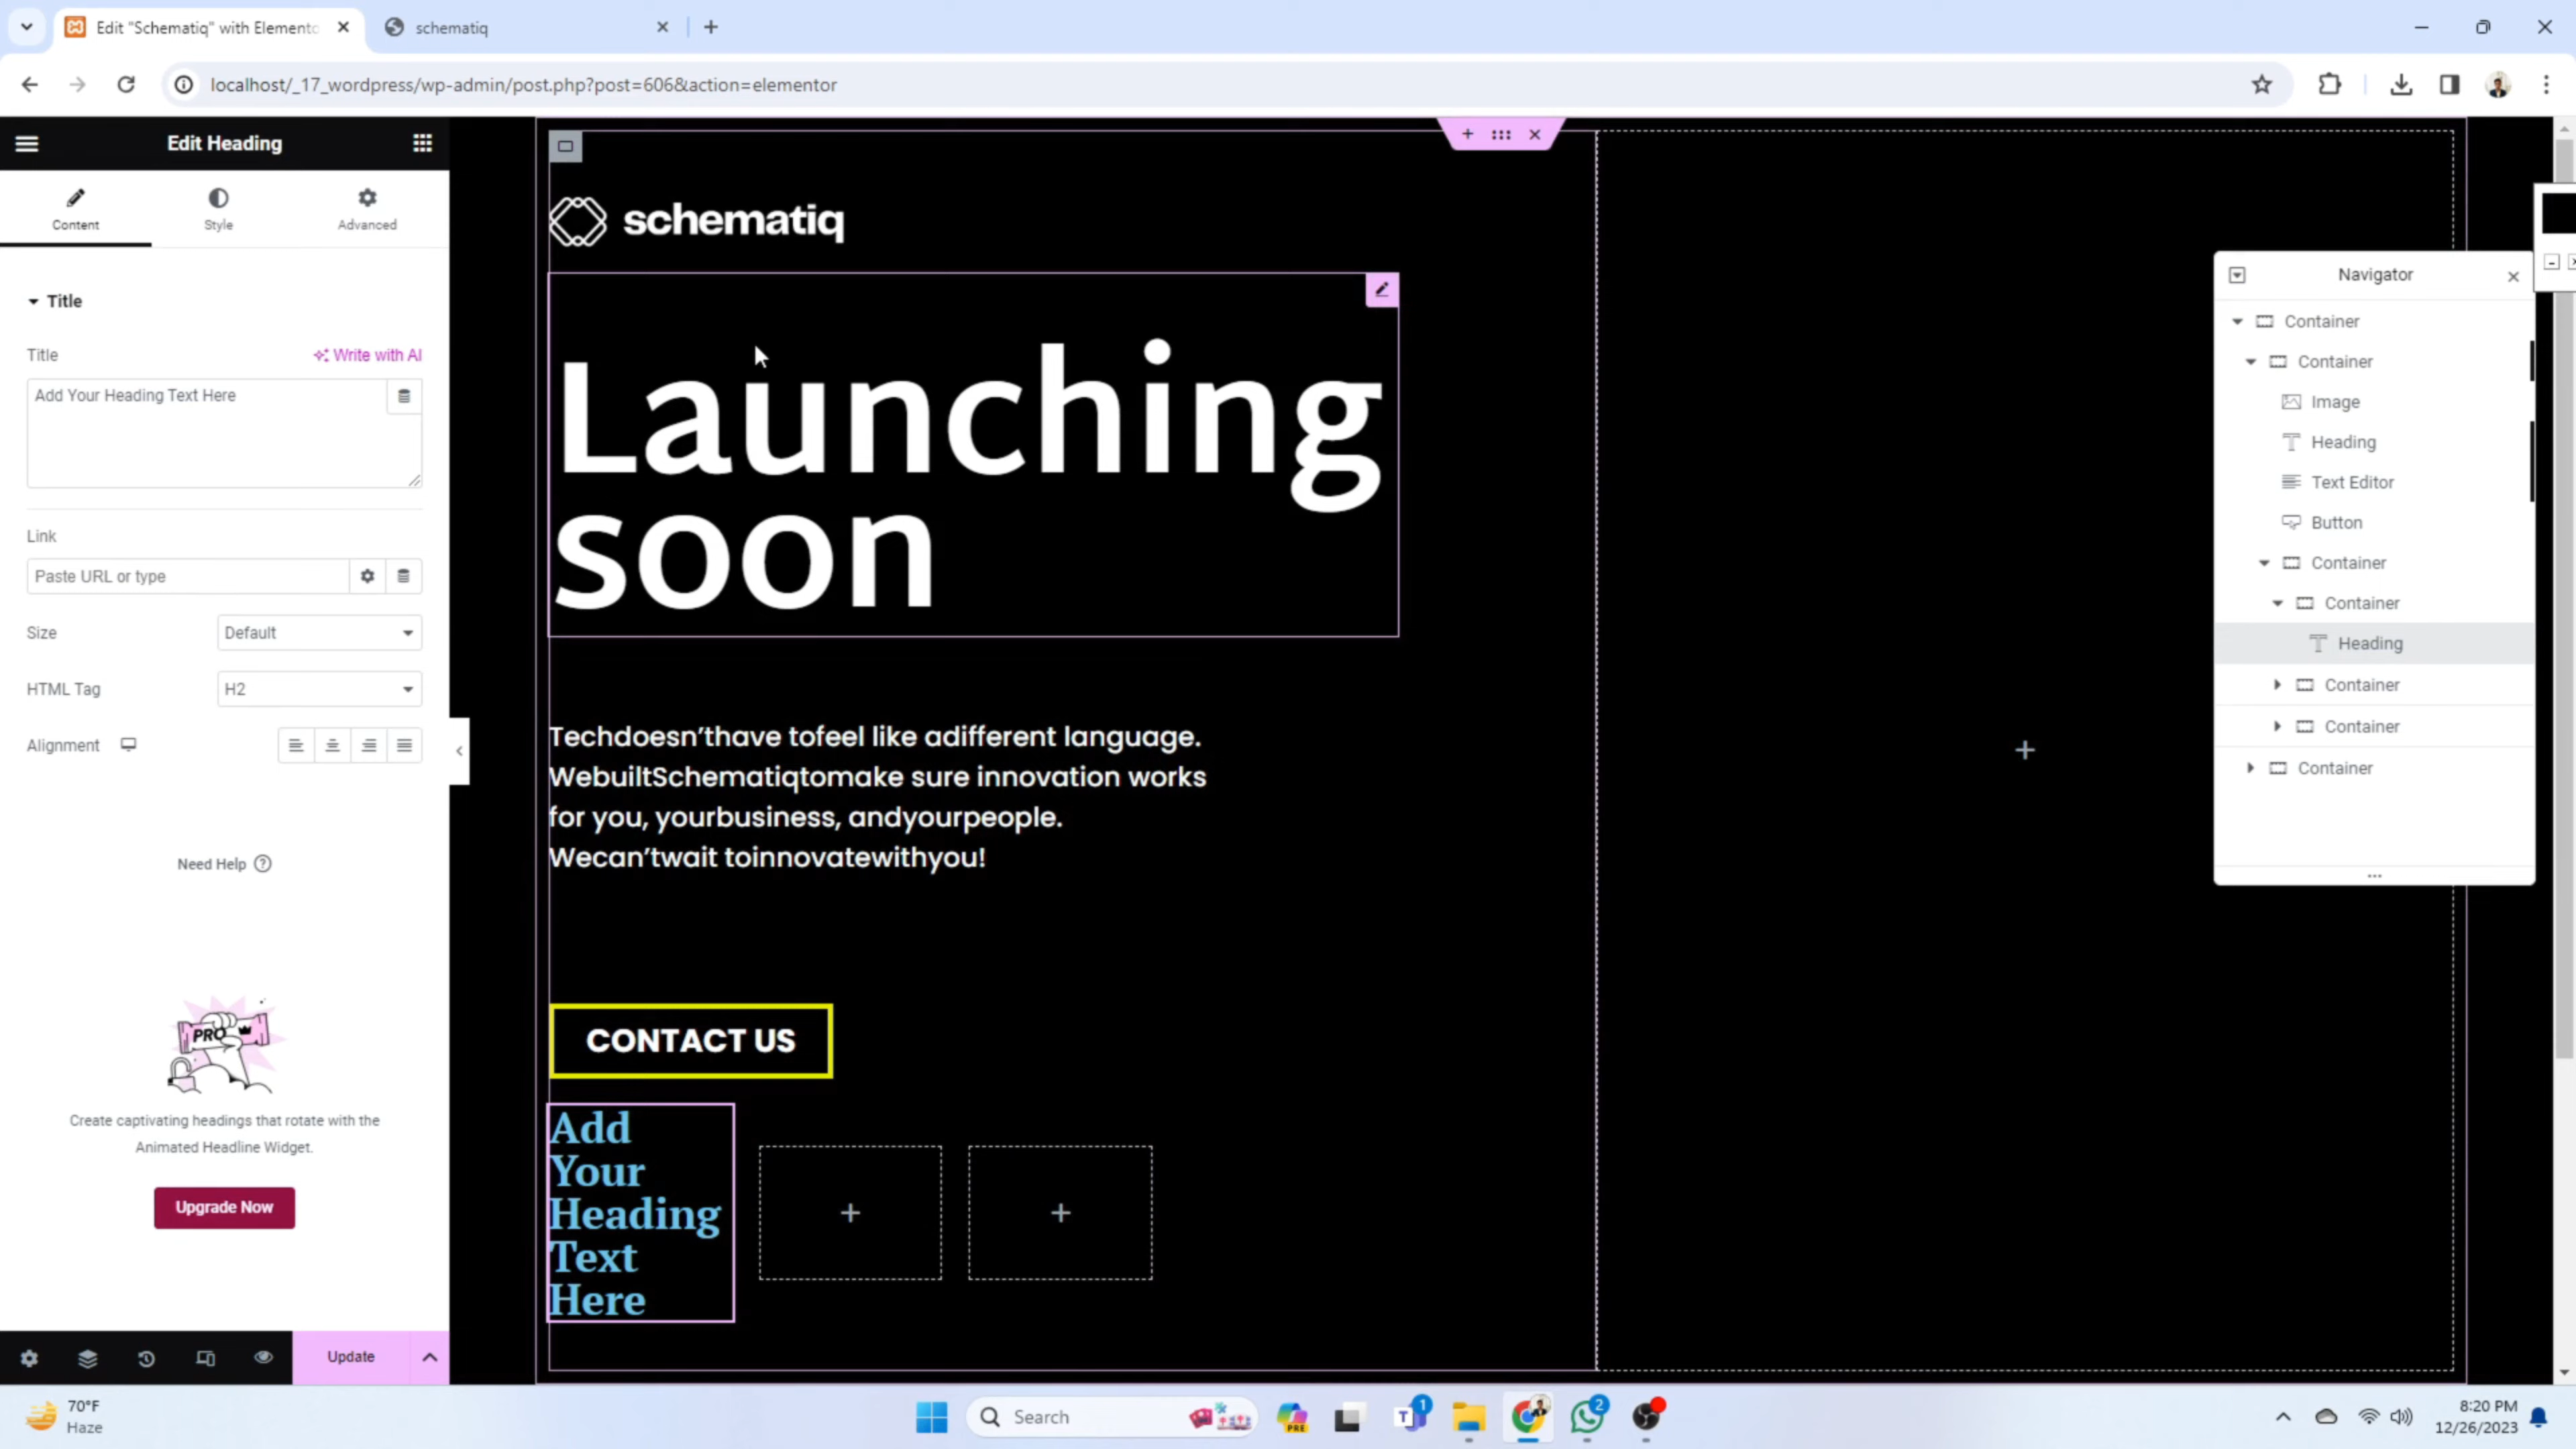 Edit "Schematiq" with Elemento
schematiq
localhost/_17_wordpress/wp-admin/post.php?post=606&action=elementor
Edit Heading
Content
Style
Advanced
Title
Title
Write with AI
Add Your Heading Text Here
Link
Paste URL or type
Size
Default
HTML Tag
H2
Alignment
Need Help
PRO
Create captivating headings that rotate with the
Animated Headline Widget.
Upgrade Now
Update
schematiq
Launching
soon
Techdoesn'thave tofeel like adifferent language.
WebuiltSchematiqtomake sure innovation works
for you, yourbusiness, andyourpeople.
Wecan'twait toinnovatewithyou!
CONTACT US
Add
Your
Heading
Text
Here
Navigator
Container
Container
Image
Heading
Text Editor
Button
Container
Container
Heading
Container
Container
Container
70°F
Haze
Search
PRE
T
1
2
8:20 PM
12/26/2023